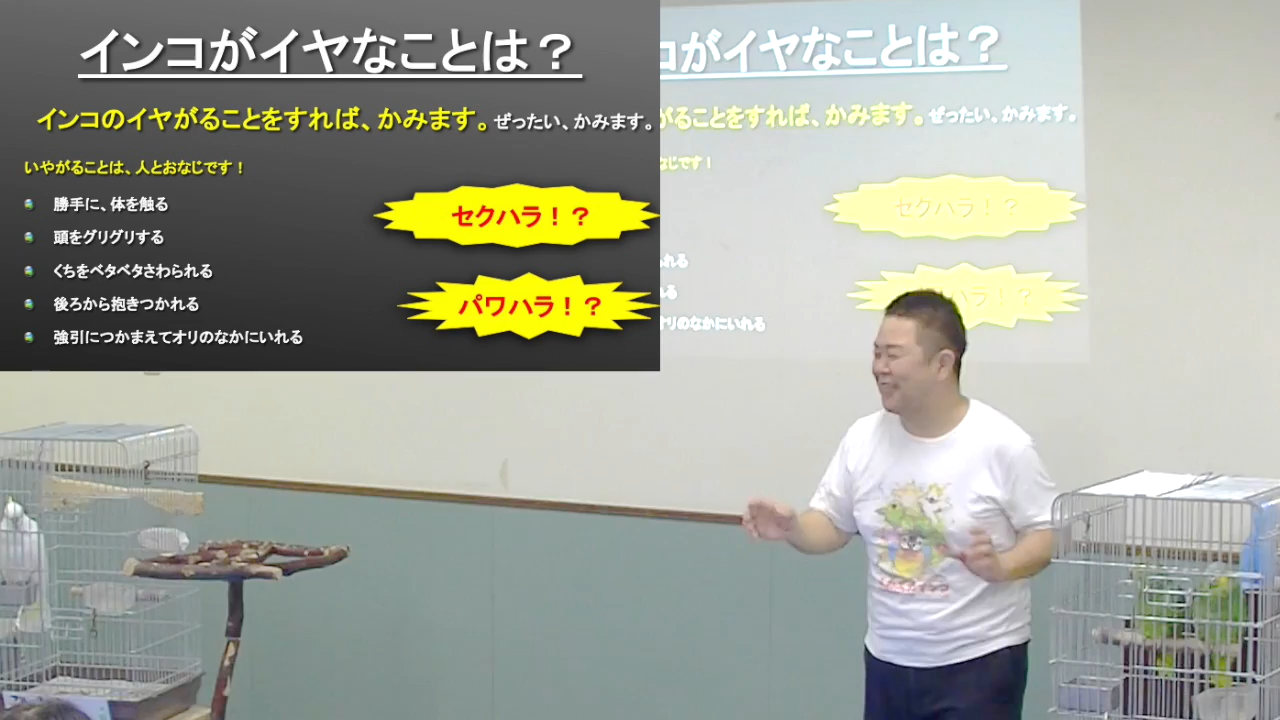 インコがイヤなことは？
インコのイヤがることをすれば、かみます。ぜったい、かみます。
いやがることは、人とおなじです！
勝手に、体を触る
頭をグリグリする
くちをベタベタさわられる
後ろから抱きつかれる
強引につかまえてオリのなかにいれる
セクハラ！？
パワハラ！？
コがイヤなことは？
がることをすれば、かみます。ぜったい、かみます。
なじです！
セクハラ！？
れる
る
オリのなかにいれる
ハラ！？